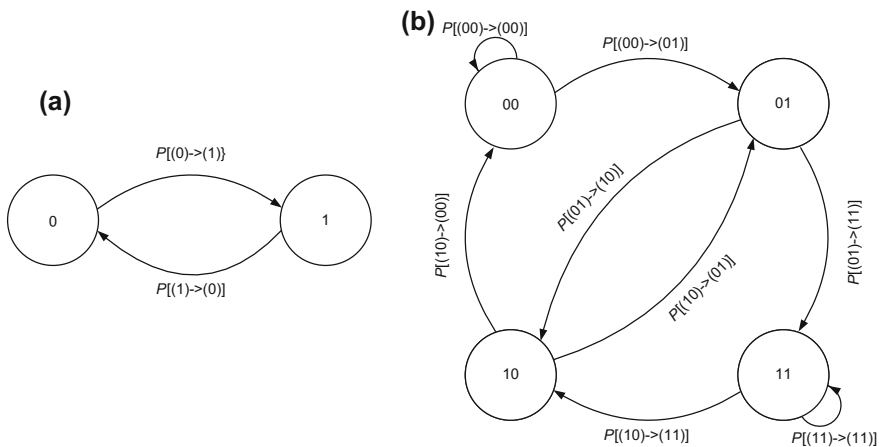 (a)
P[(0)->(1)}
0
1
P[(1)->(0)]
(b)
P[(00)->(00)]
P[(00)->(01)]
00
01
P[(10)->(00)]
P[(01)->(10)]
P[(10)->(01)]
P[(01)->(11)]
10
11
P[(10)->(11)]
P[(11)->(11)]